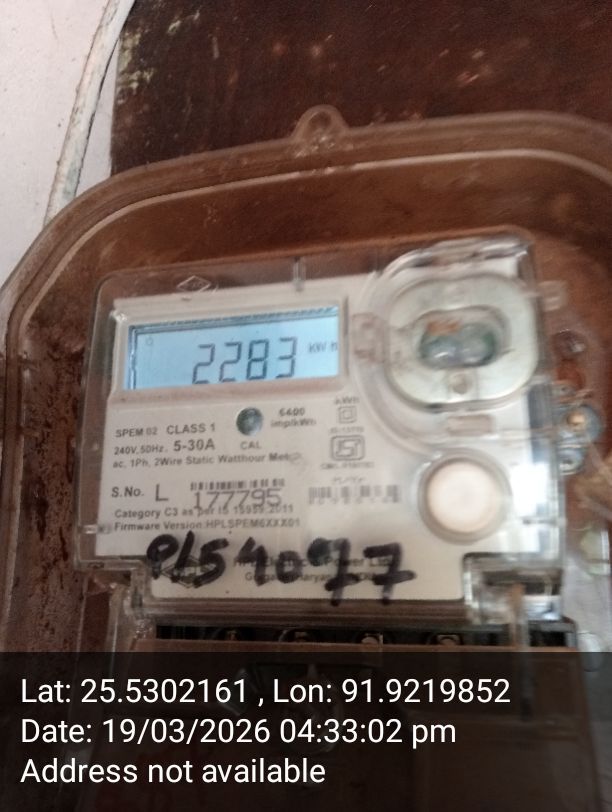 2283 kWh
6400
imp/kWh
SPEM 02 CLASS 1
240V, 50Hz, 5-30A CAL
ac, 1Ph, 2Wire Static Watthour Meter
S.No. L 177795
Category C3 as per IS 15959:2011
Firmware Version:HPLSPEM6XXX01
Power
Lat: 25.5302161 , Lon: 91.9219852
Date: 19/03/2026 04:33:02 pm
Address not available